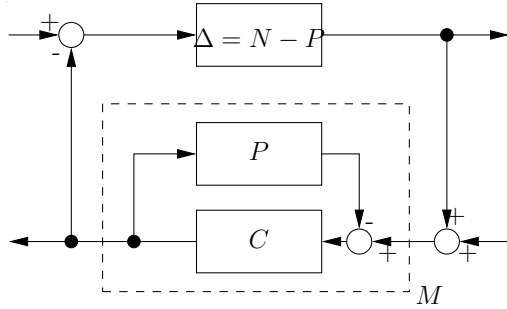 +
-
Δ = N − P
P
-
+
C
+
+
M